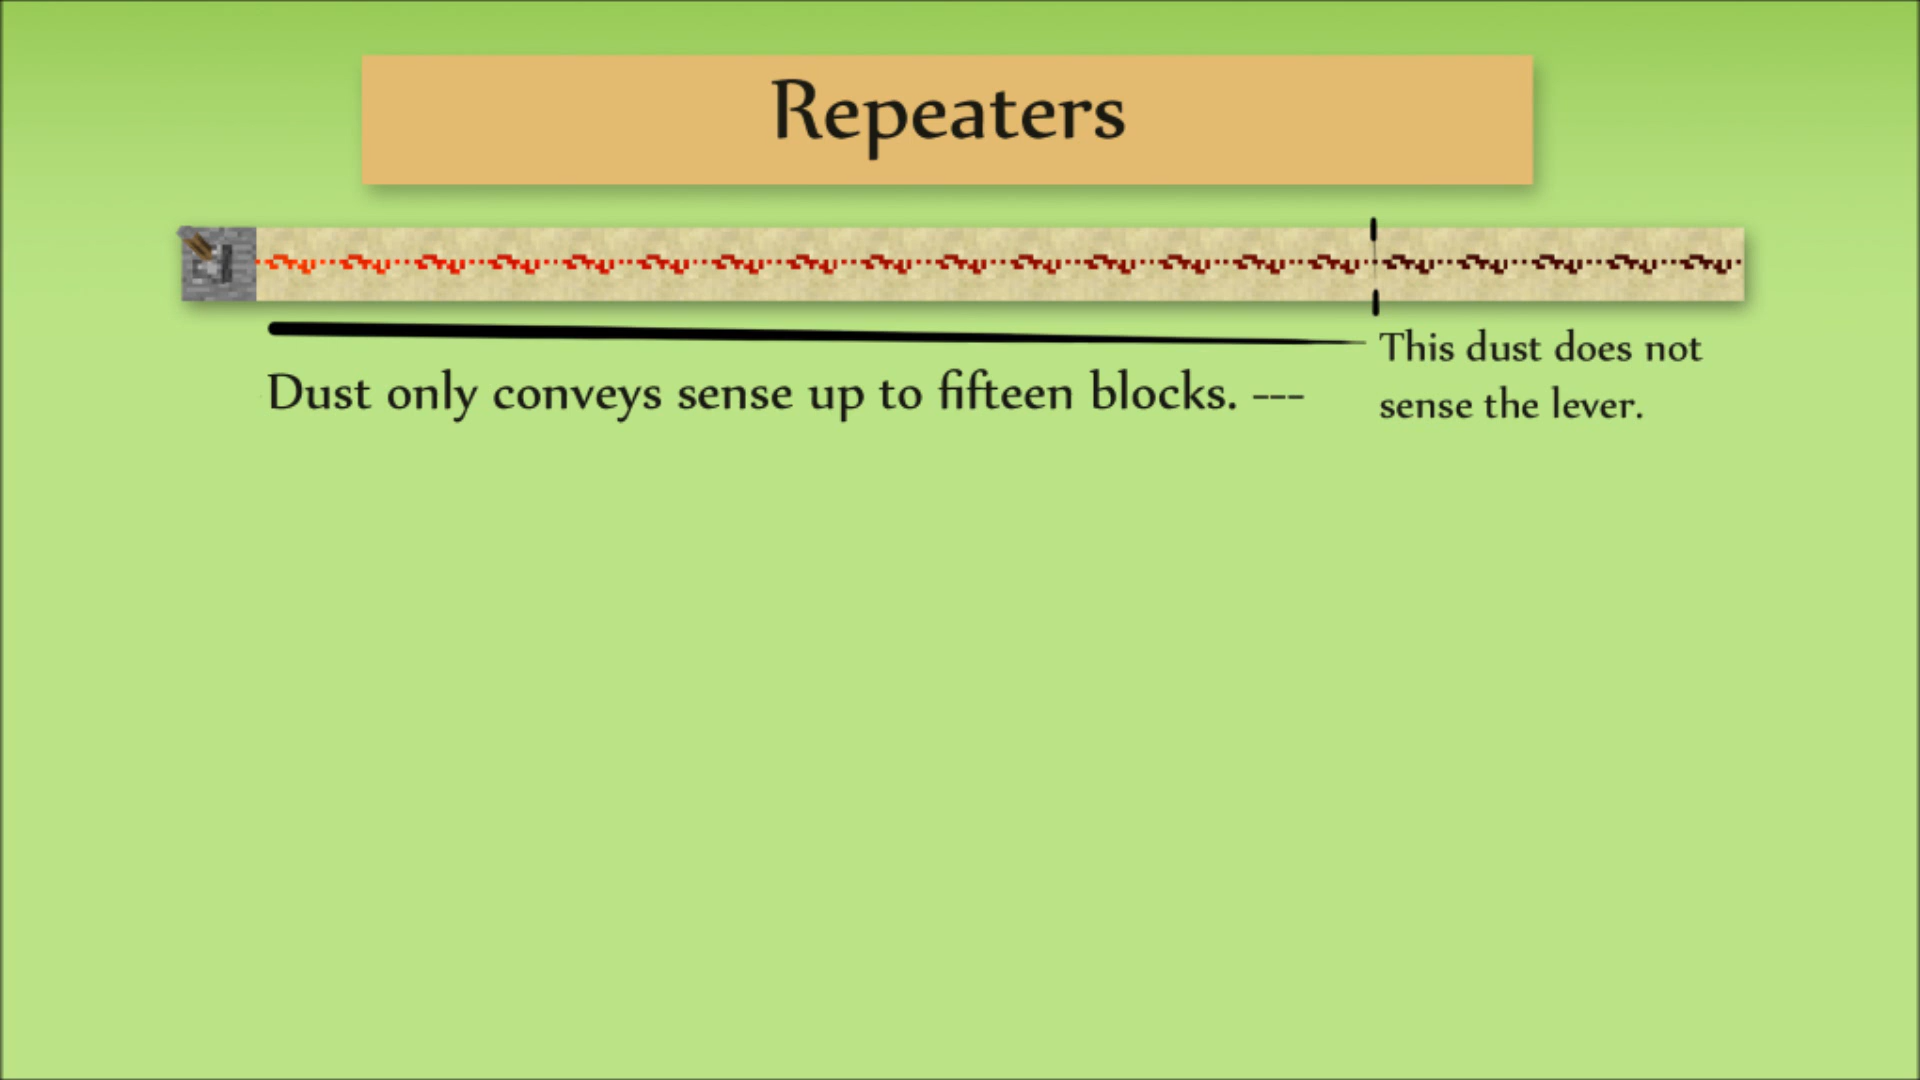 Repeaters
Dust only conveys sense up to fifteen blocks. ---
This dust does not
sense the lever.